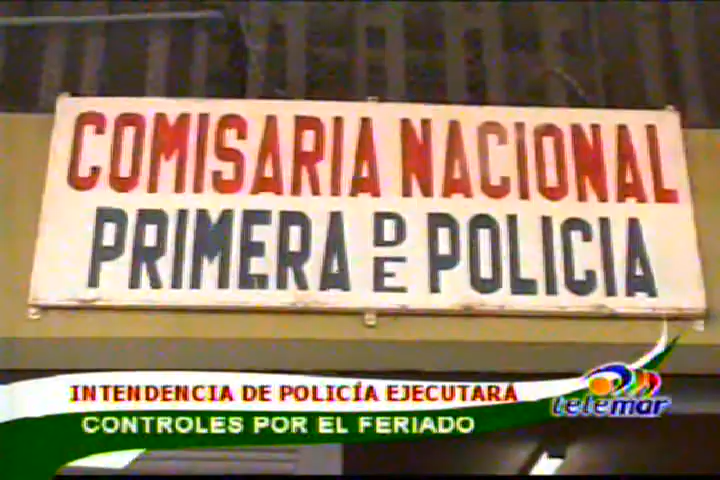 COMISARIA NACIONAL
PRIMERA DE POLICIA
INTENDENCIA DE POLICÍA EJECUTARÁ
CONTROLES POR EL FERIADO
telemar